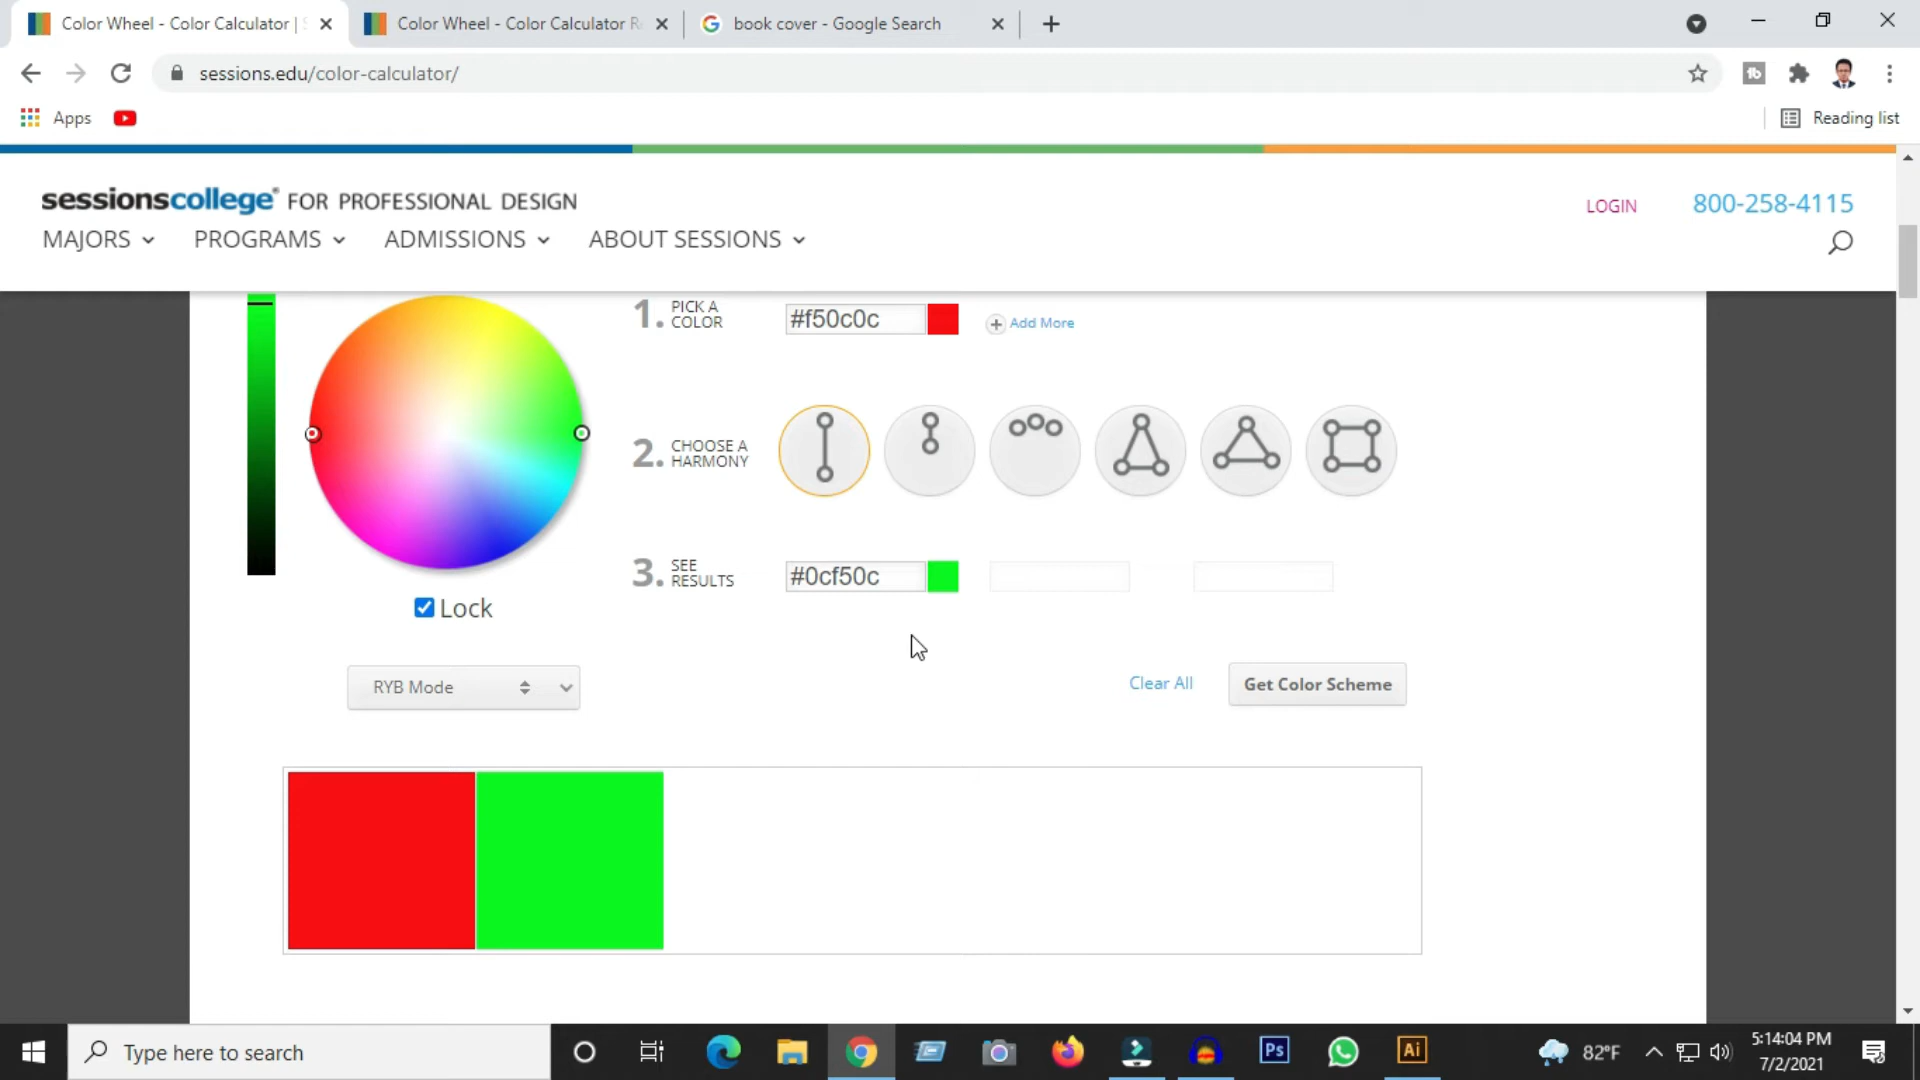 Color Wheel - Color Calculator |
Color Wheel - Color Calculator R
book cover - Google Search
sessions.edu/color-calculator/
Apps
Reading list
sessionscollege® FOR PROFESSIONAL DESIGN
LOGIN
800-258-4115
MAJORS
PROGRAMS
ADMISSIONS
ABOUT SESSIONS
1. PICK A
COLOR
#f50c0c
Add More
2. CHOOSE A
HARMONY
3. SEE
RESULTS
#0cf50c
Lock
RYB Mode
Clear All
Get Color Scheme
Type here to search
Ps
Ai
82°F
5:14:04 PM
7/2/2021